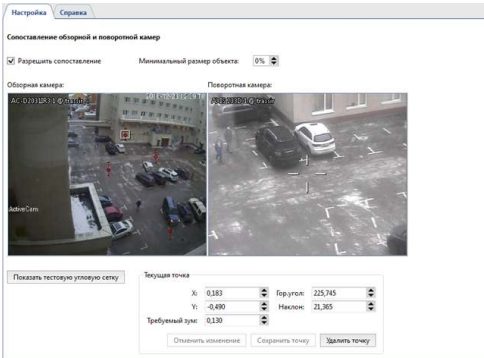 Настройка Справка
Сопоставление обзорной и поворотной камер
Разрешить сопоставление Минимальный размер объекта: 0%
Обзорная камера: Поворотная камера:
ActiveCam
Показать тестовую угловую сетку
Текущая точка
X: 0,183 Гор.угол: 225,745
Y: -0,490 Наклон: 21,365
Требуемый зум: 0,130
Отменить изменение Сохранить точку Удалить точку